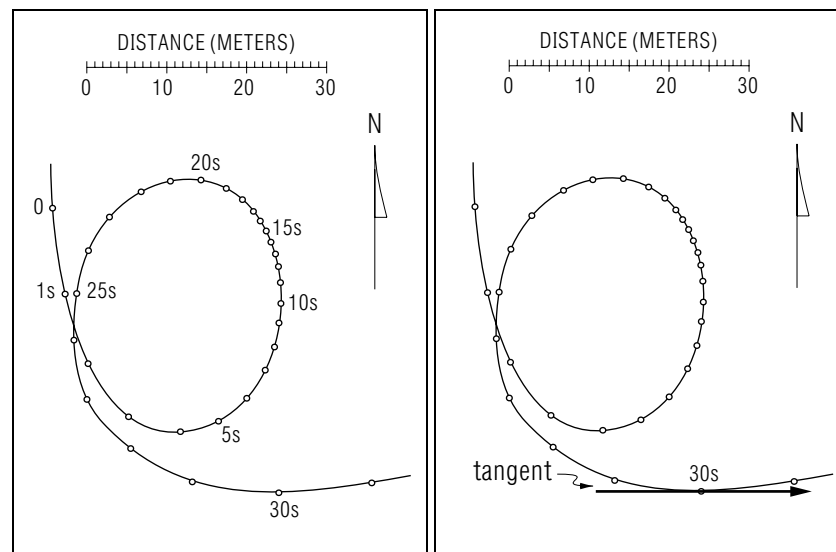 DISTANCE (METERS)
0 10 20 30
N
20s
0
15s
1s
25s
10s
5s
30s
DISTANCE (METERS)
0 10 20 30
N
tangent
30s